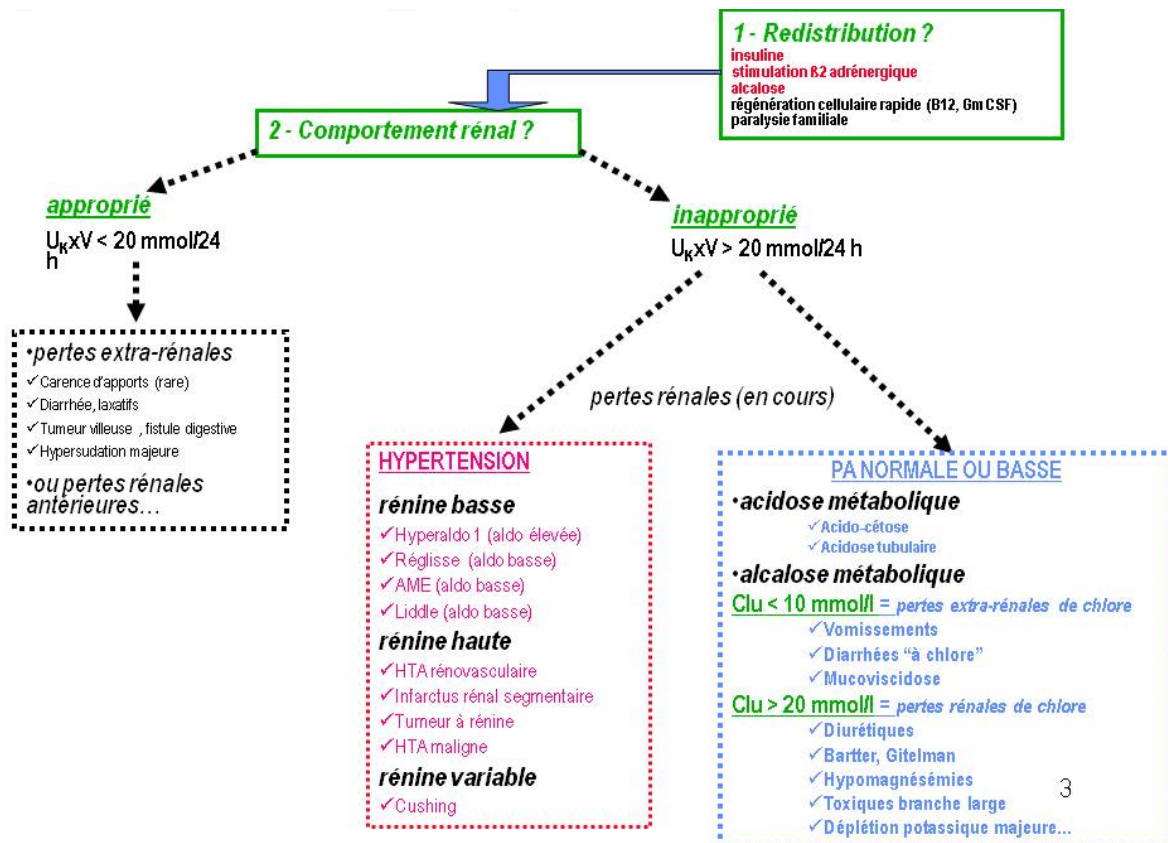 1 - Redistribution ?
insuline
stimulation ß2 adrénergique
alcalose
régénération cellulaire rapide (B12, Gm CSF)
paralysie familiale
2 - Comportement rénal ?
approprié
UKxV < 20 mmol/24
h
inapproprié
UKxV > 20 mmol/24 h
•pertes extra-rénales
✓Carence d'apports (rare)
✓Diarrhée, laxatifs
✓Tumeur villeuse , fistule digestive
✓Hypersudation majeure
•ou pertes rénales
antérieures…
pertes rénales (en cours)
HYPERTENSION
rénine basse
✓Hyperaldo 1 (aldo élevée)
✓Réglisse (aldo basse)
✓AME (aldo basse)
✓Liddle (aldo basse)
rénine haute
✓HTA rénovasculaire
✓Infarctus rénal segmentaire
✓Tumeur à rénine
✓HTA maligne
rénine variable
✓Cushing
PA NORMALE OU BASSE
•acidose métabolique
✓Acido-cétose
✓Acidose tubulaire
•alcalose métabolique
Clu < 10 mmol/l = pertes extra-rénales de chlore
✓Vomissements
✓Diarrhées “à chlore”
✓Mucoviscidose
Clu > 20 mmol/l = pertes rénales de chlore
✓Diurétiques
✓Bartter, Gitelman
✓Hypomagnésémies
✓Toxiques branche large
✓Déplétion potassique majeure…
3